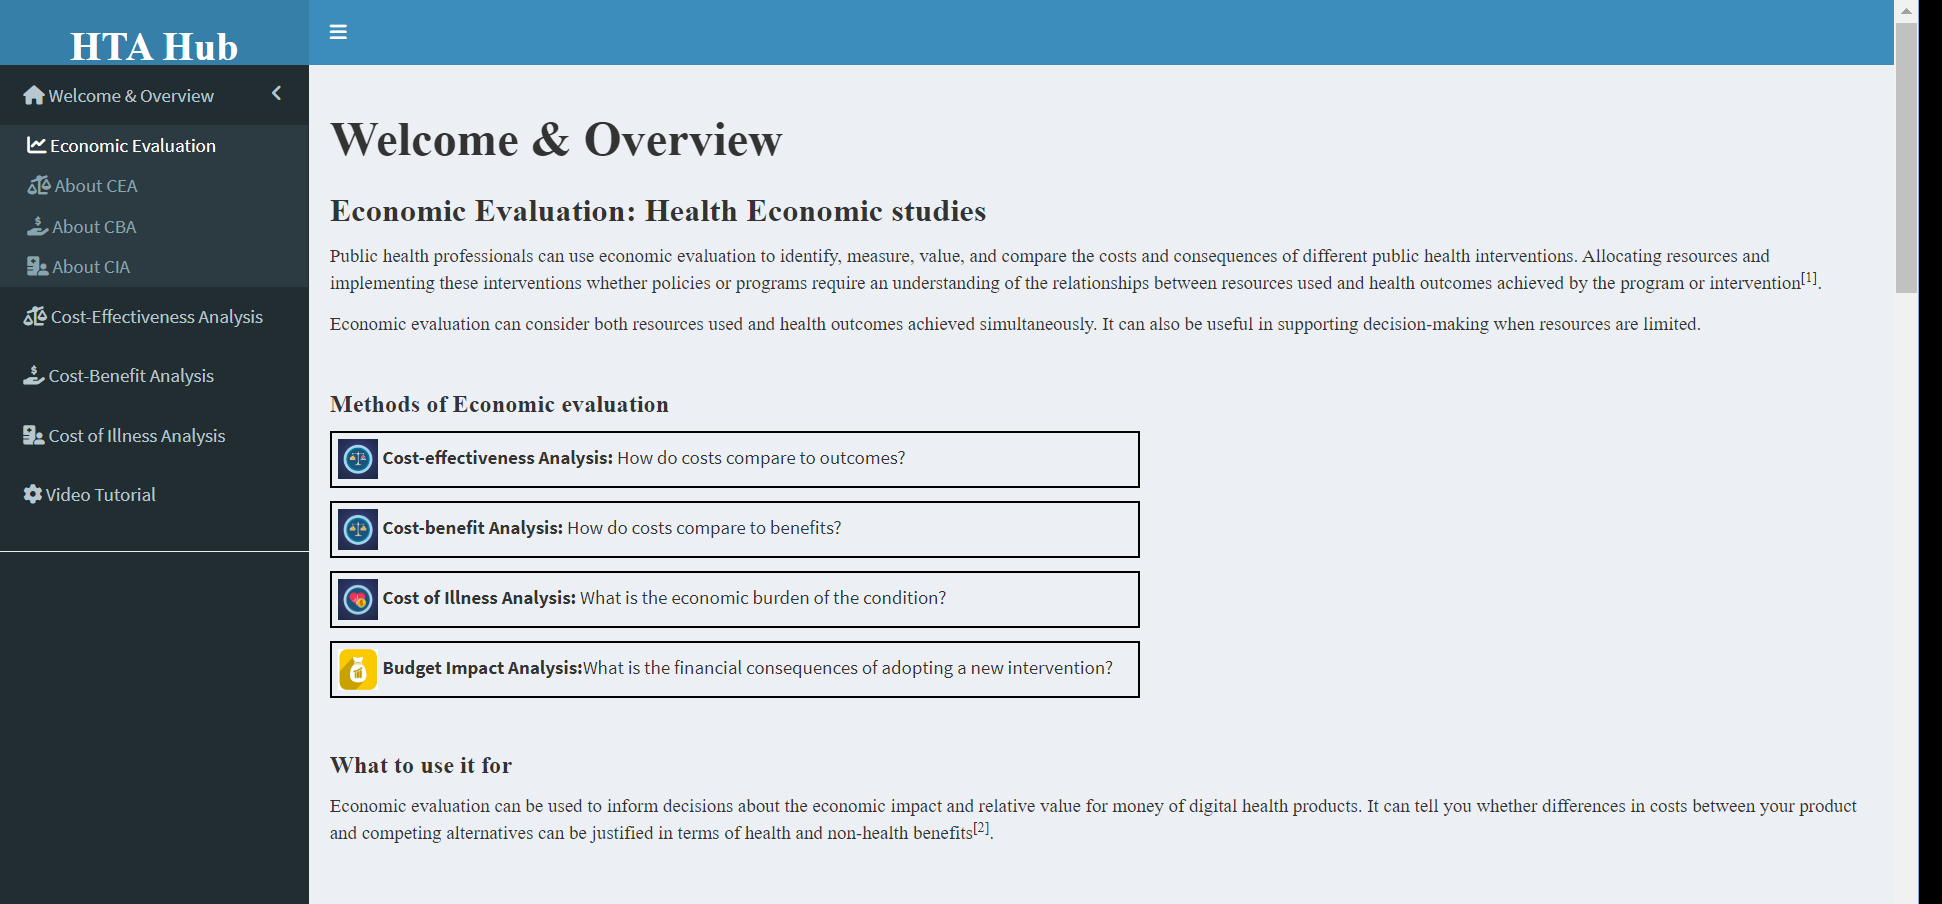 HTA Hub
Welcome & Overview
Economic Evaluation
About CEA
About CBA
About CIA
Cost-Effectiveness Analysis
Cost-Benefit Analysis
Cost of Illness Analysis
Video Tutorial
Welcome & Overview
Economic Evaluation: Health Economic studies
Public health professionals can use economic evaluation to identify, measure, value, and compare the costs and consequences of different public health interventions. Allocating resources and
implementing these interventions whether policies or programs require an understanding of the relationships between resources used and health outcomes achieved by the program or intervention[1].
Economic evaluation can consider both resources used and health outcomes achieved simultaneously. It can also be useful in supporting decision-making when resources are limited.
Methods of Economic evaluation
Cost-effectiveness Analysis: How do costs compare to outcomes?
Cost-benefit Analysis: How do costs compare to benefits?
Cost of Illness Analysis: What is the economic burden of the condition?
Budget Impact Analysis:What is the financial consequences of adopting a new intervention?
What to use it for
Economic evaluation can be used to inform decisions about the economic impact and relative value for money of digital health products. It can tell you whether differences in costs between your product
and competing alternatives can be justified in terms of health and non-health benefits[2].